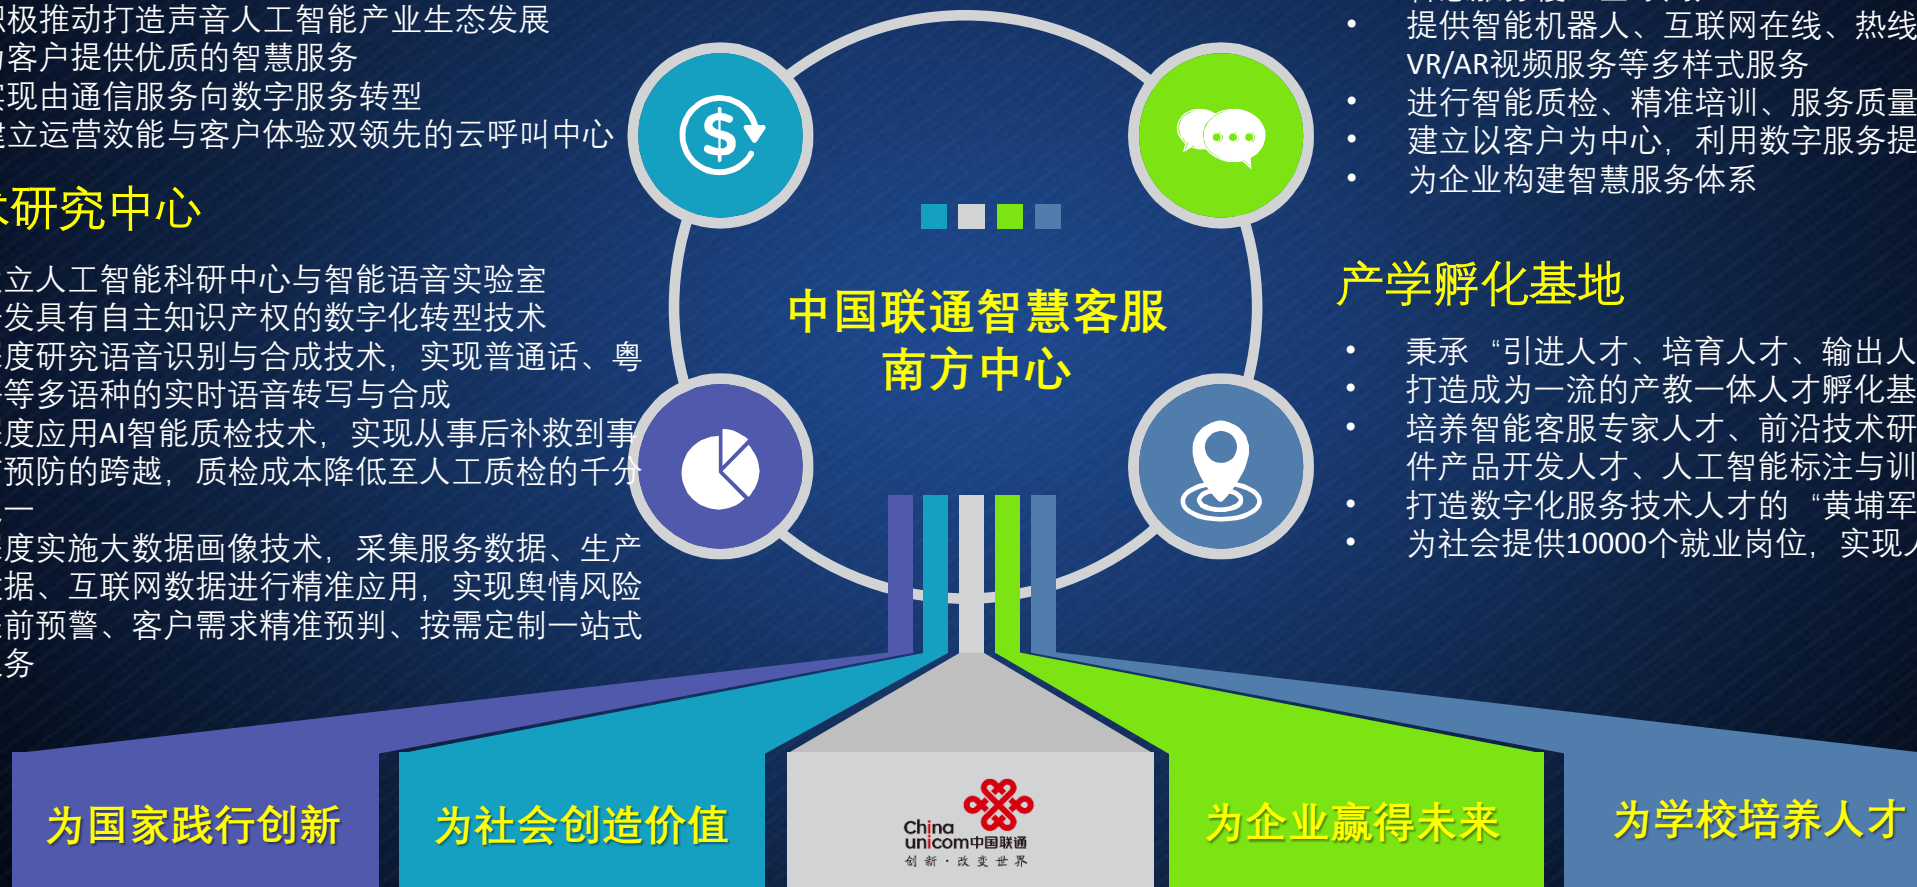 积极推动打造声音人工智能产业生态发展
为客户提供优质的智慧服务
实现由通信服务向数字服务转型
建立运营效能与客户体验双领先的云呼叫中心
术研究中心
立人工智能科研中心与智能语音实验室
发具有自主知识产权的数字化转型技术
深度研究语音识别与合成技术，实现普通话、粤
语等多语种的实时语音转写与合成
深度应用AI智能质检技术，实现从事后补救到事
前预防的跨越，质检成本降低至人工质检的千分
之一
深度实施大数据画像技术，采集服务数据、生产
数据、互联网数据进行精准应用，实现舆情风险
提前预警、客户需求精准预判、按需定制一站式
服务
中国联通智慧客服
南方中心
• 提供智能机器人、互联网在线、热线
VR/AR视频服务等多样式服务
• 进行智能质检、精准培训、服务质量
• 建立以客户为中心，利用数字服务提
• 为企业构建智慧服务体系
产学孵化基地
• 秉承“引进人才、培育人才、输出人
• 打造成为一流的产教一体人才孵化基
• 培养智能客服专家人才、前沿技术研
件产品开发人才、人工智能标注与训
• 打造数字化服务技术人才的“黄埔军
• 为社会提供10000个就业岗位，实现人
为国家践行创新
为社会创造价值
China
unicom中国联通
创新·改变世界
为企业赢得未来
为学校培养人才